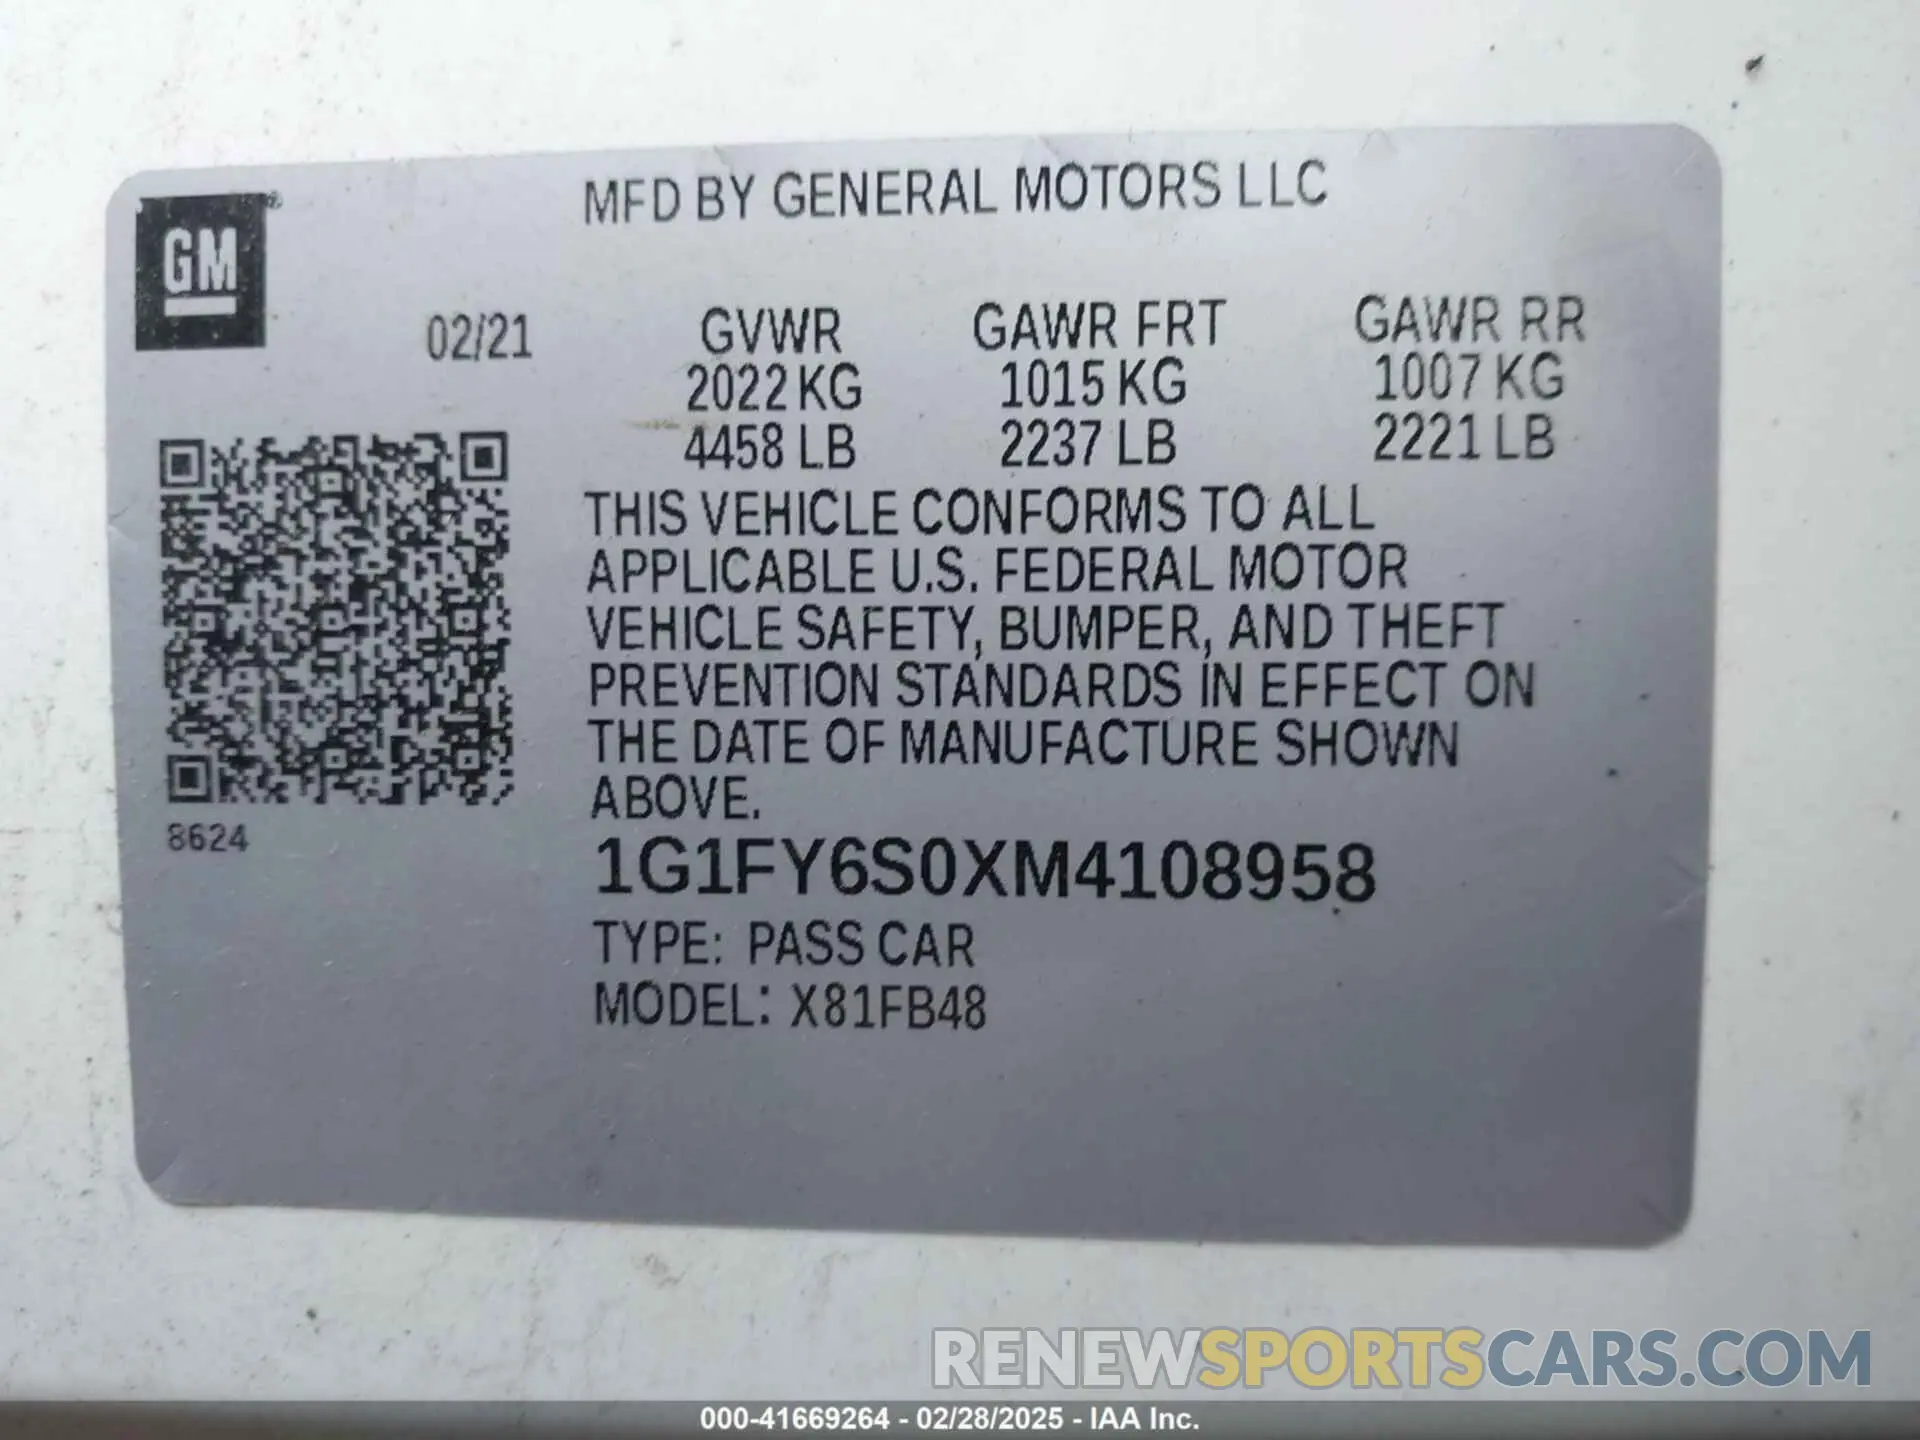 MFD BY GENERAL MOTORS LLC
GM®
02/21 GVWR GAWR FRT GAWR RR
2022 KG 1015 KG 1007 KG
4458 LB 2237 LB 2221 LB
THIS VEHICLE CONFORMS TO ALL
APPLICABLE U.S. FEDERAL MOTOR
VEHICLE SAFETY, BUMPER, AND THEFT
PREVENTION STANDARDS IN EFFECT ON
THE DATE OF MANUFACTURE SHOWN
ABOVE.
8624
1G1FY6S0XM4108958
TYPE: PASS CAR
MODEL: X81FB48
RENEWSPORTSCARS.COM
000-41669264 - 02/28/2025 - IAA Inc.